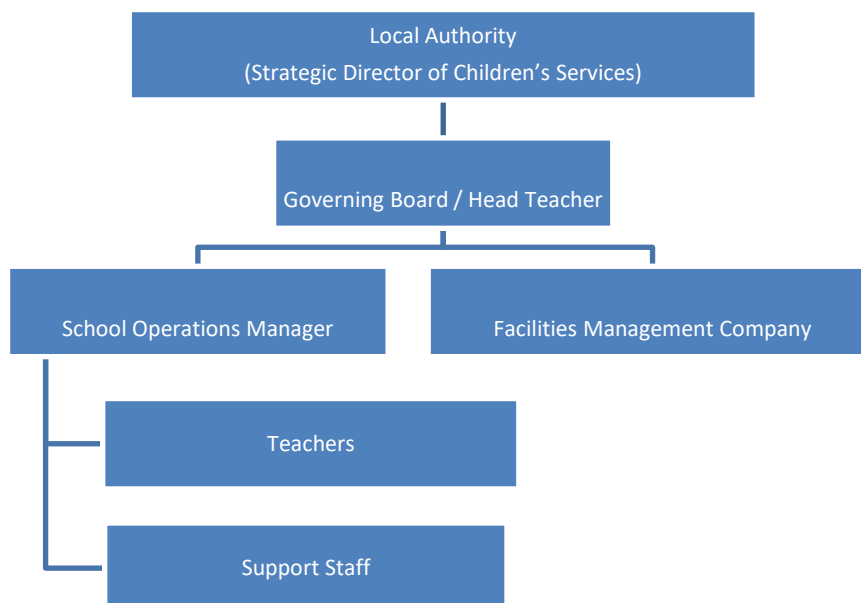 Local Authority
(Strategic Director of Children’s Services)
Governing Board / Head Teacher
School Operations Manager
Facilities Management Company
Teachers
Support Staff